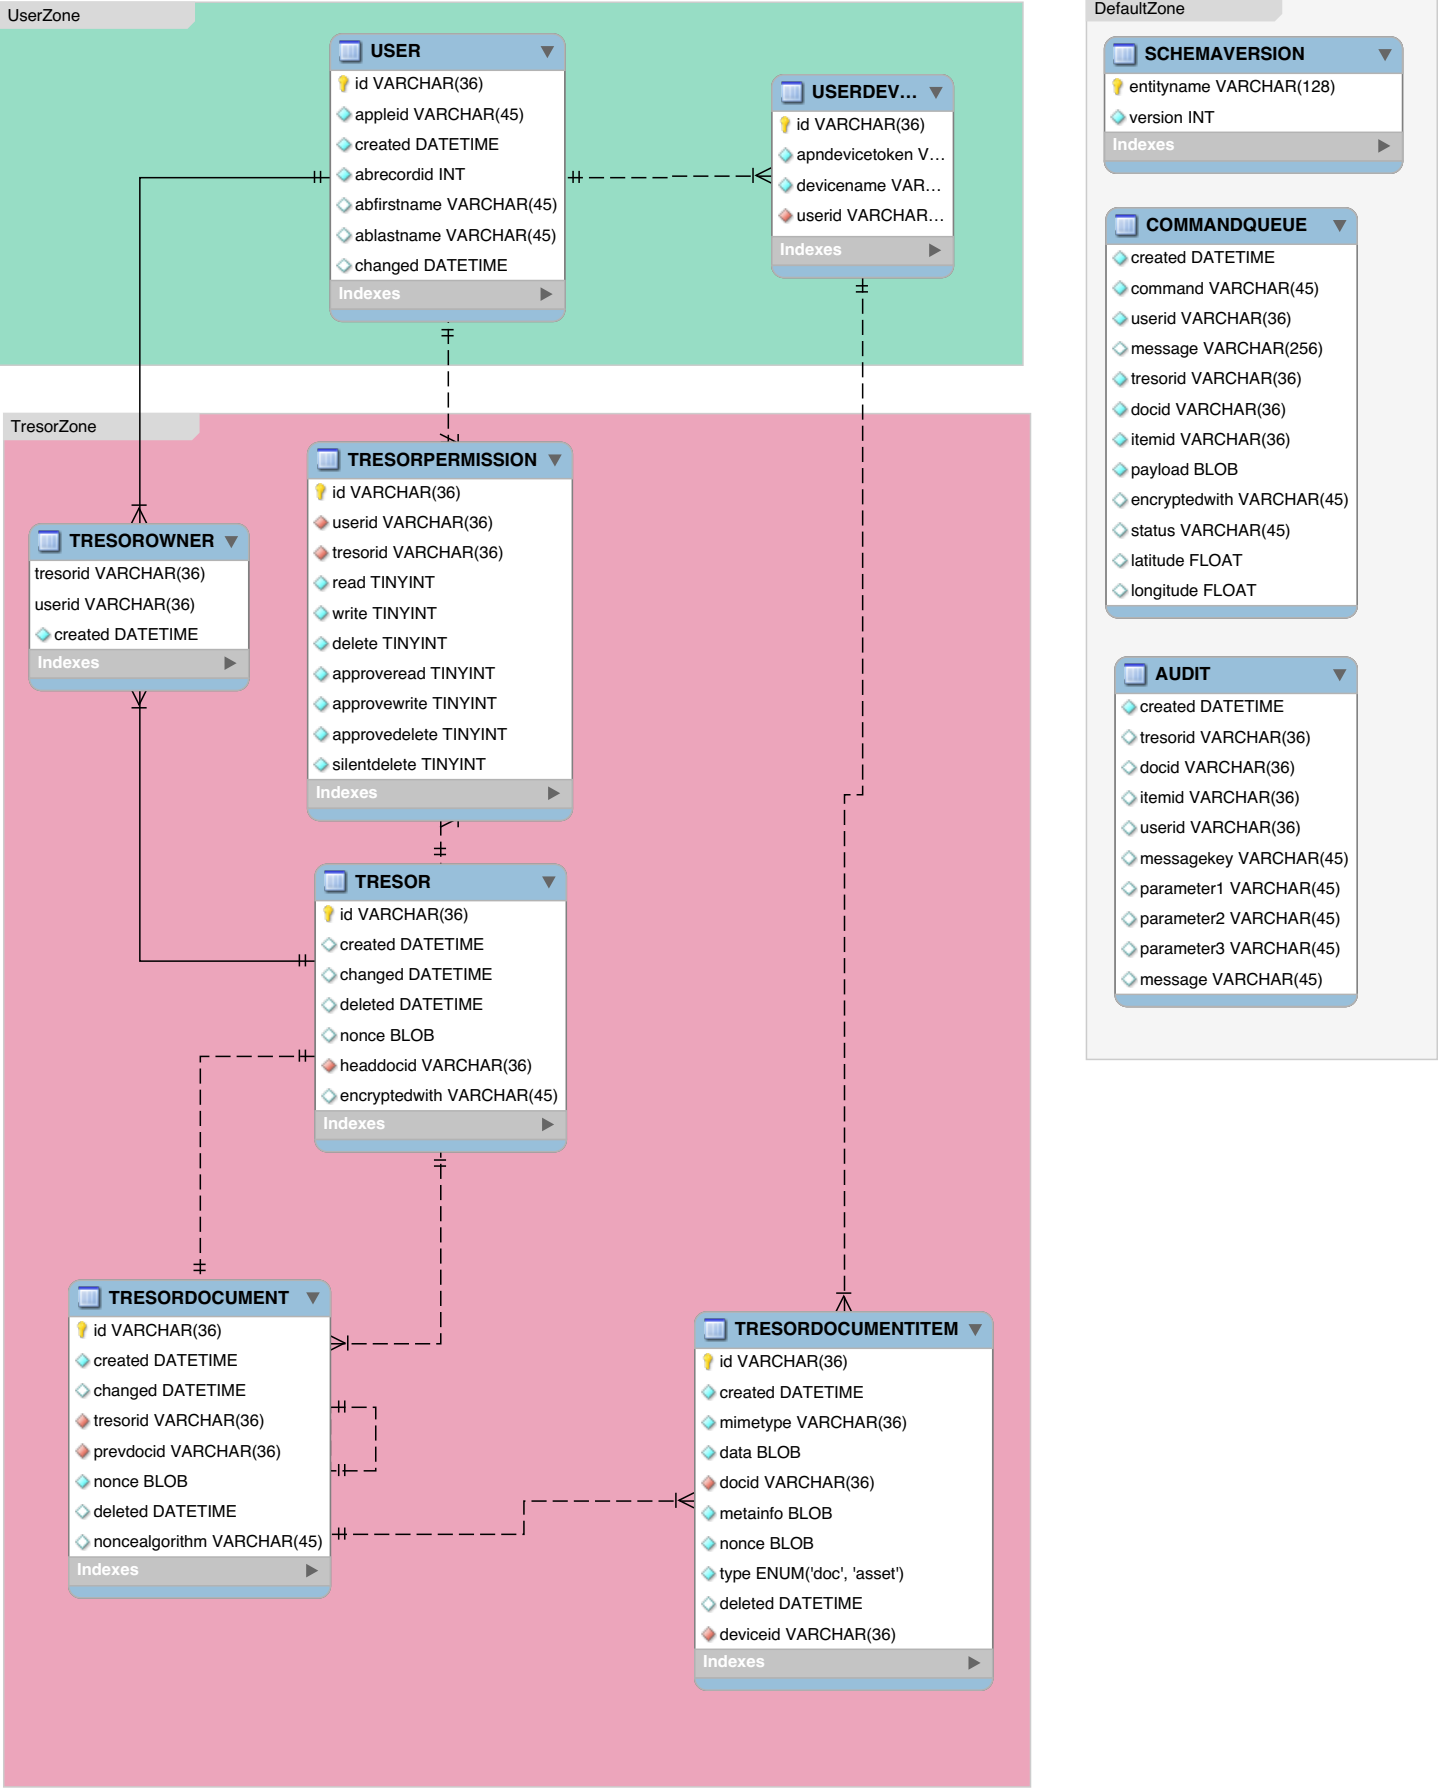 UserZone
USER
id VARCHAR(36)
appleid VARCHAR(45)
created DATETIME
abrecordid INT
abfirstname VARCHAR(45)
ablastname VARCHAR(45)
changed DATETIME
Indexes
USERDEV...
id VARCHAR(36)
apndevicetoken V...
devicename VAR...
userid VARCHAR...
Indexes
TresorZone
TRESOROWNER
tresorid VARCHAR(36)
userid VARCHAR(36)
created DATETIME
Indexes
TRESORPERMISSION
id VARCHAR(36)
userid VARCHAR(36)
tresorid VARCHAR(36)
read TINYINT
write TINYINT
delete TINYINT
approveread TINYINT
approvewrite TINYINT
approvedelete TINYINT
silentdelete TINYINT
Indexes
TRESOR
id VARCHAR(36)
created DATETIME
changed DATETIME
deleted DATETIME
nonce BLOB
headdocid VARCHAR(36)
encryptedwith VARCHAR(45)
Indexes
TRESORDOCUMENT
id VARCHAR(36)
created DATETIME
changed DATETIME
tresorid VARCHAR(36)
prevdocid VARCHAR(36)
nonce BLOB
deleted DATETIME
noncealgorithm VARCHAR(45)
Indexes
TRESORDOCUMENTITEM
id VARCHAR(36)
created DATETIME
mimetype VARCHAR(36)
data BLOB
docid VARCHAR(36)
metainfo BLOB
nonce BLOB
type ENUM('doc', 'asset')
deleted DATETIME
deviceid VARCHAR(36)
Indexes
DefaultZone
SCHEMAVERSION
entityname VARCHAR(128)
version INT
Indexes
COMMANDQUEUE
created DATETIME
command VARCHAR(45)
userid VARCHAR(36)
message VARCHAR(256)
tresorid VARCHAR(36)
docid VARCHAR(36)
itemid VARCHAR(36)
payload BLOB
encryptedwith VARCHAR(45)
status VARCHAR(45)
latitude FLOAT
longitude FLOAT
AUDIT
created DATETIME
tresorid VARCHAR(36)
docid VARCHAR(36)
itemid VARCHAR(36)
userid VARCHAR(36)
messagekey VARCHAR(45)
parameter1 VARCHAR(45)
parameter2 VARCHAR(45)
parameter3 VARCHAR(45)
message VARCHAR(45)